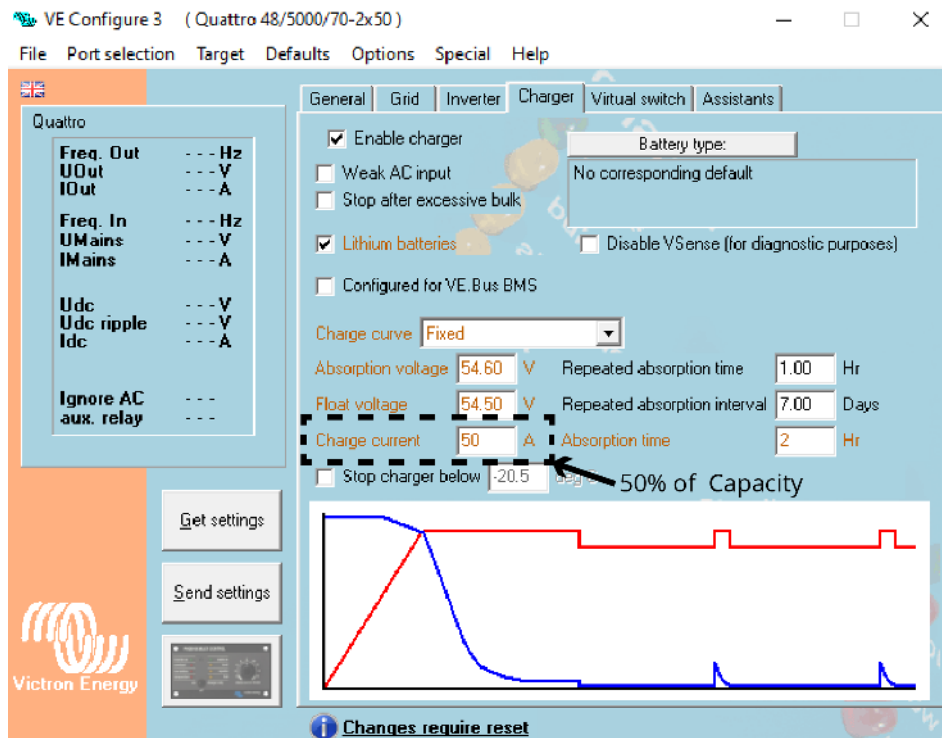 VE Configure 3 ( Quattro 48/5000/70-2x50 )
File Port selection Target Defaults Options Special Help
General Grid Inverter Charger Virtual switch Assistants
Quattro
Freq. Out - - - Hz
UOut - - - V
IOut - - - A
Freq. In - - - Hz
UMains - - - V
IMains - - - A
Udc - - - V
Udc ripple - - - V
Idc - - - A
Ignore AC - - -
aux. relay - - -
Enable charger
Battery type:
Weak AC input
No corresponding default
Stop after excessive bulk
Lithium batteries
Disable VSense (for diagnostic purposes)
Configured for VE.Bus BMS
Charge curve Fixed
Absorption voltage 54.60 V Repeated absorption time 1.00 Hr
Float voltage 54.50 V Repeated absorption interval 7.00 Days
Charge current 50 A Absorption time 2 Hr
Stop charger below -20.5
50% of Capacity
Get settings
Send settings
Victron Energy
Changes require reset